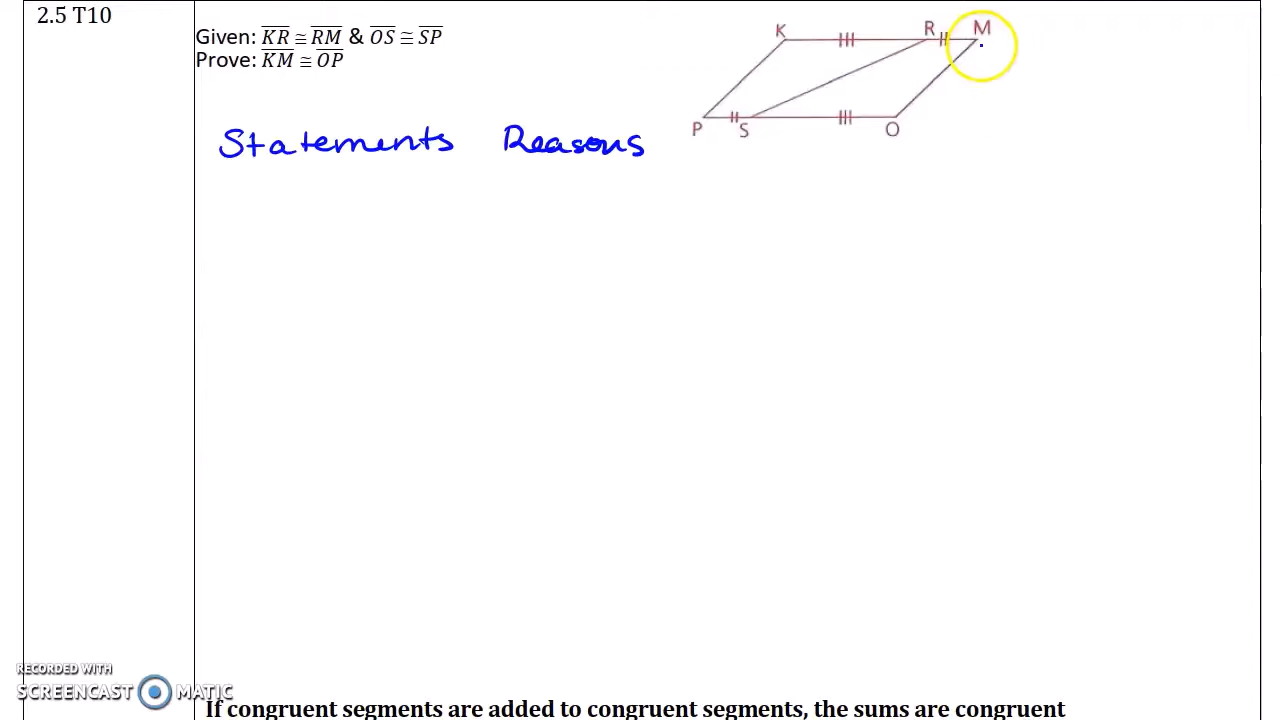 2.5 T10
Given: KR ≅ RM & OS ≅ SP
Prove: KM ≅ OP
K R M
P S O
Statements Reasons
RECORDED WITH
SCREENCAST MATIC
If congruent segments are added to congruent segments, the sums are congruent